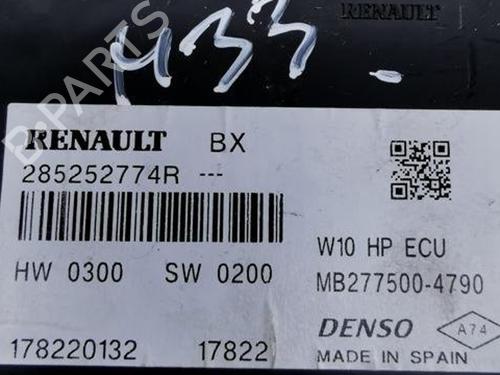 RENAULT
433-
RENAULT BX
285252774R ---
W10 HP ECU
HW 0300 SW 0200
MB277500-4790
DENSO A74
178220132 17822
MADE IN SPAIN